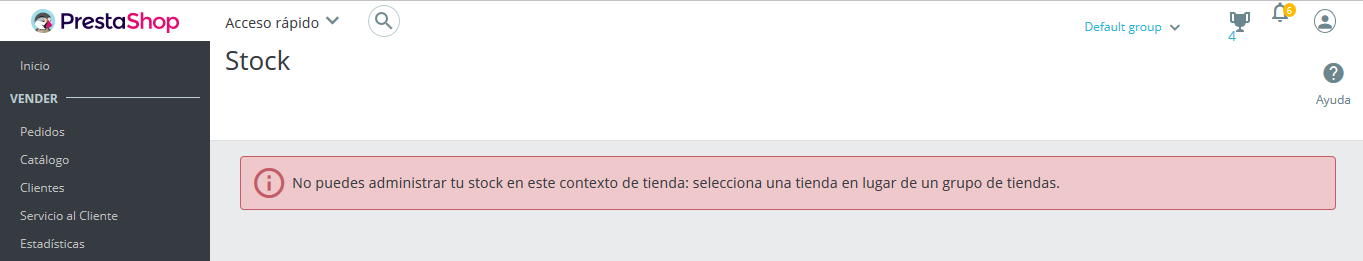 PrestaShop
Acceso rápido
Default group
4
6
Stock
Ayuda
Inicio
VENDER
Pedidos
Catálogo
Clientes
Servicio al Cliente
Estadísticas
No puedes administrar tu stock en este contexto de tienda: selecciona una tienda en lugar de un grupo de tiendas.